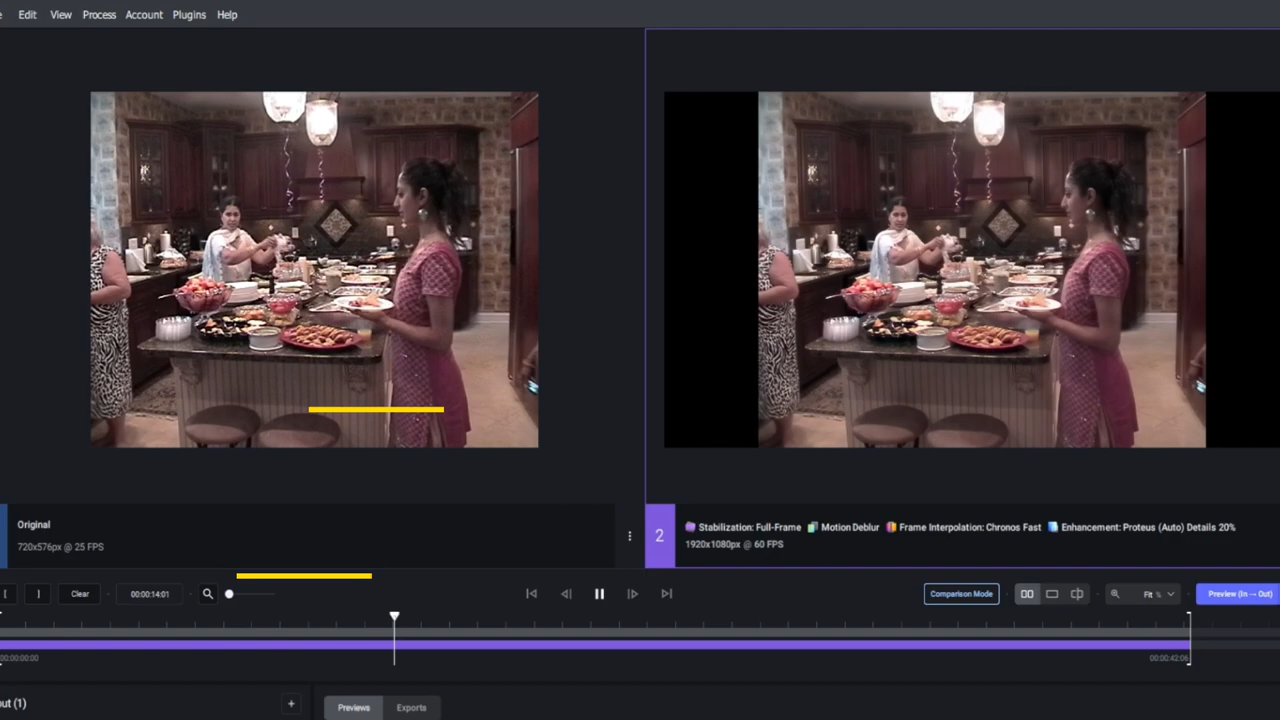 Edit View Process Account Plugins Help
Original
720x576px @ 25 FPS
2
Stabilization: Full-Frame Motion Deblur Frame Interpolation: Chronos Fast Enhancement: Proteus (Auto) Details 20%
1920x1080px @ 60 FPS
[ ] Clear 00:00:14:01 Comparison Mode Fit % Preview (In → Out)
00:00:00:00 00:00:42:06
ut (1) + Previews Exports